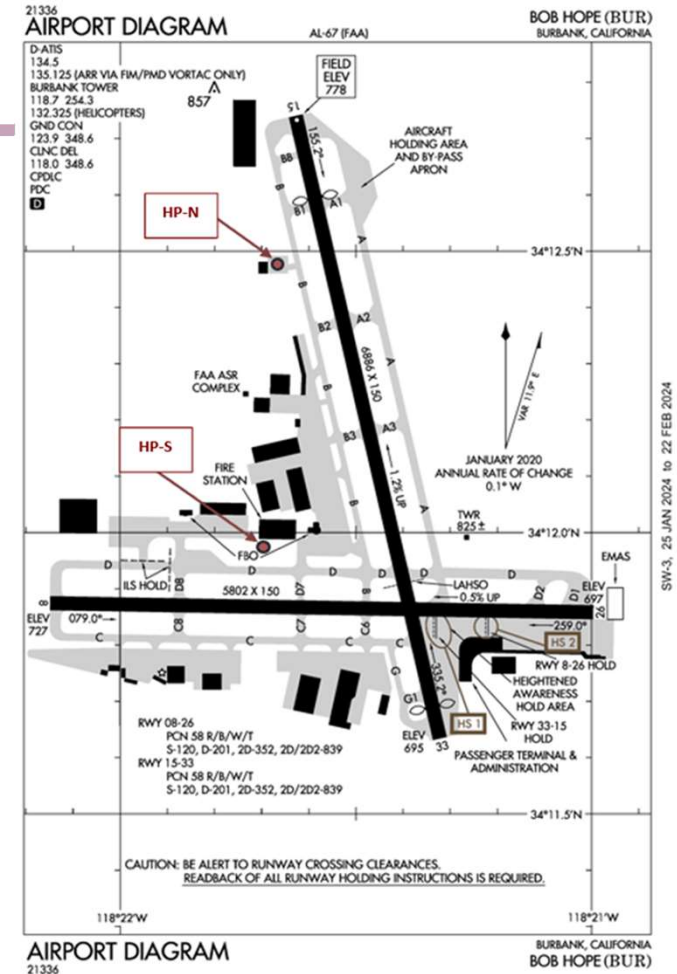 21336
AIRPORT DIAGRAM
AL-67 (FAA)
BOB HOPE (BUR)
BURBANK, CALIFORNIA
D-ATIS
134.5
135.125 (ARR VIA FIM/PMD VORTAC ONLY)
BURBANK TOWER
118.7 254.3
132.325 (HELICOPTERS)
GND CON
123.9 348.6
CLNC DEL
118.0 348.6
CPDLC
PDC
D
857
FIELD
ELEV
778
15
155.2°
AIRCRAFT
HOLDING AREA
AND BY-PASS
APRON
B8
B
B1
A1
A
HP-N
34°12.5'N
B
B2
A2
6886 X 150
A
VAR 11.9° E
FAA ASR
COMPLEX
B
B3
A3
HP-S
JANUARY 2020
ANNUAL RATE OF CHANGE
0.1° W
1.2% UP
FIRE
STATION
B
A
TWR
825±
34°12.0'N
FBO
EMAS
D
D
D
D
D
D
ILS HOLD
D8
5802 X 150
D7
B
LAHSO
0.5% UP
D2
D1
ELEV
697
8
26
ELEV
727
079.0°
259.0°
C
C8
C
C7
C6
C
HS 2
RWY 8-26 HOLD
G
335.2°
HEIGHTENED
AWARENESS
HOLD AREA
G1
HS 1
RWY 33-15
HOLD
ELEV
695
33
PASSENGER TERMINAL &
ADMINISTRATION
RWY 08-26
PCN 58 R/B/W/T
S-120, D-201, 2D-352, 2D/2D2-839
RWY 15-33
PCN 58 R/B/W/T
S-120, D-201, 2D-352, 2D/2D2-839
34°11.5'N
CAUTION: BE ALERT TO RUNWAY CROSSING CLEARANCES.
READBACK OF ALL RUNWAY HOLDING INSTRUCTIONS IS REQUIRED.
118°22'W
118°21'W
SW-3, 25 JAN 2024 to 22 FEB 2024
AIRPORT DIAGRAM
21336
BURBANK, CALIFORNIA
BOB HOPE (BUR)